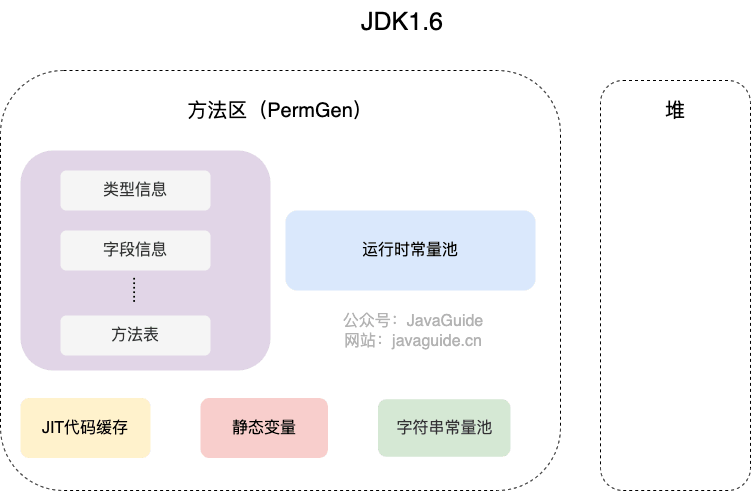 JDK1.6
方法区（PermGen）
堆
类型信息
字段信息
方法表
运行时常量池
公众号：JavaGuide
网站：javaguide.cn
JIT代码缓存
静态变量
字符串常量池